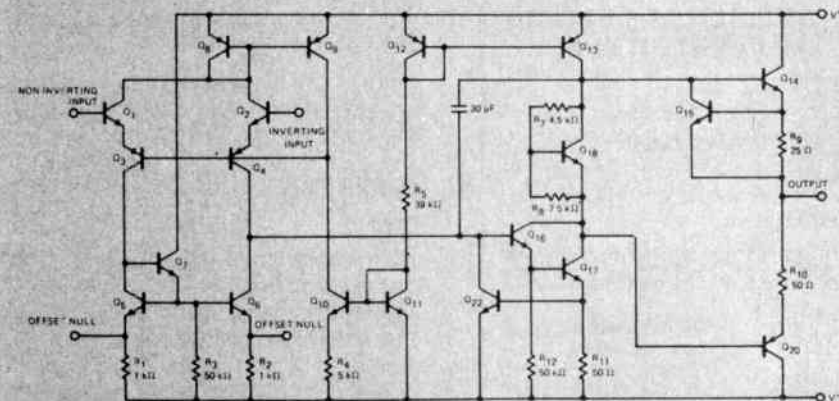 V+
Q8
Q9
Q12
Q13
Q14
NON INVERTING
INPUT
Q1
Q2
INVERTING
INPUT
30 pF
R7 4.5 kΩ
Q15
R9
25 Ω
Q3
Q4
Q18
OUTPUT
R5
39 kΩ
R8 7.5 kΩ
Q16
Q7
R10
50 Ω
Q5
Q6
Q10
Q11
Q22
Q17
OFFSET NULL
OFFSET NULL
Q20
R1
1 kΩ
R3
50 kΩ
R2
1 kΩ
R4
5 kΩ
R12
50 kΩ
R11
50 Ω